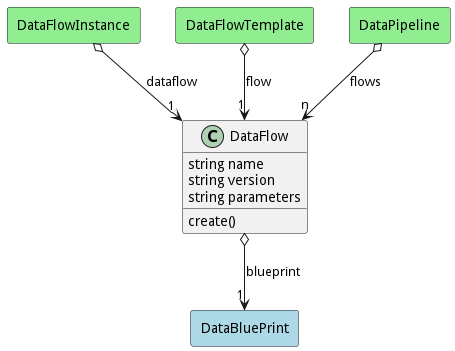 DataFlowInstance
DataFlowTemplate
DataPipeline
dataflow
flow
flows
1
1
n
C DataFlow
string name
string version
string parameters
create()
blueprint
1
DataBluePrint